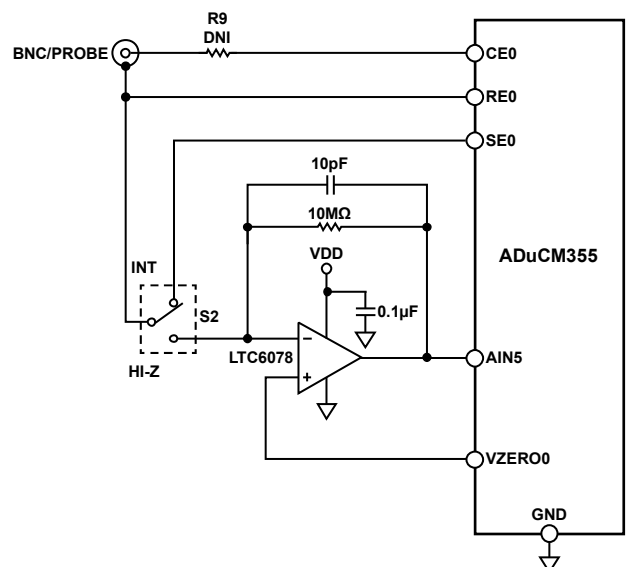 R9
DNI
BNC/PROBE
CE0
RE0
SE0
10pF
10MΩ
VDD
ADuCM355
INT
S2
0.1µF
HI-Z
LTC6078
−
+
AIN5
VZERO0
GND